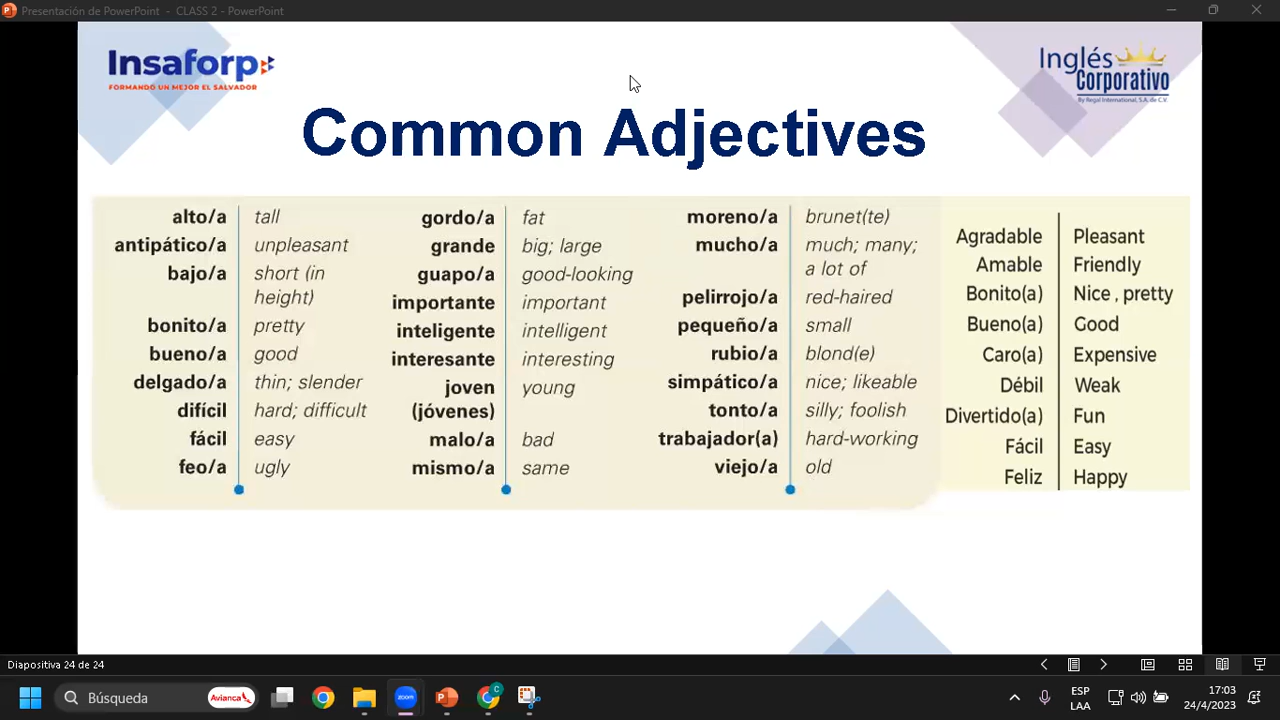 Presentación de PowerPoint - CLASS 2 - PowerPoint
Insaforp
FORMANDO UN MEJOR EL SALVADOR
Inglés
Corporativo
By Regal International, S.A. de C.V.
Common Adjectives
alto/a tall
antipático/a unpleasant
bajo/a short (in
height)
bonito/a pretty
bueno/a good
delgado/a thin; slender
difícil hard; difficult
fácil easy
feo/a ugly
gordo/a fat
grande big; large
guapo/a good-looking
importante important
inteligente intelligent
interesante interesting
joven young
(jóvenes)
malo/a bad
mismo/a same
moreno/a brunet(te)
mucho/a much; many;
a lot of
pelirrojo/a red-haired
pequeño/a small
rubio/a blond(e)
simpático/a nice; likeable
tonto/a silly; foolish
trabajador(a) hard-working
viejo/a old
Agradable Pleasant
Amable Friendly
Bonito(a) Nice , pretty
Bueno(a) Good
Caro(a) Expensive
Débil Weak
Divertido(a) Fun
Fácil Easy
Feliz Happy
Diapositiva 24 de 24
Búsqueda
Avianca
zoom
C
ESP
LAA
17:03
24/4/2023